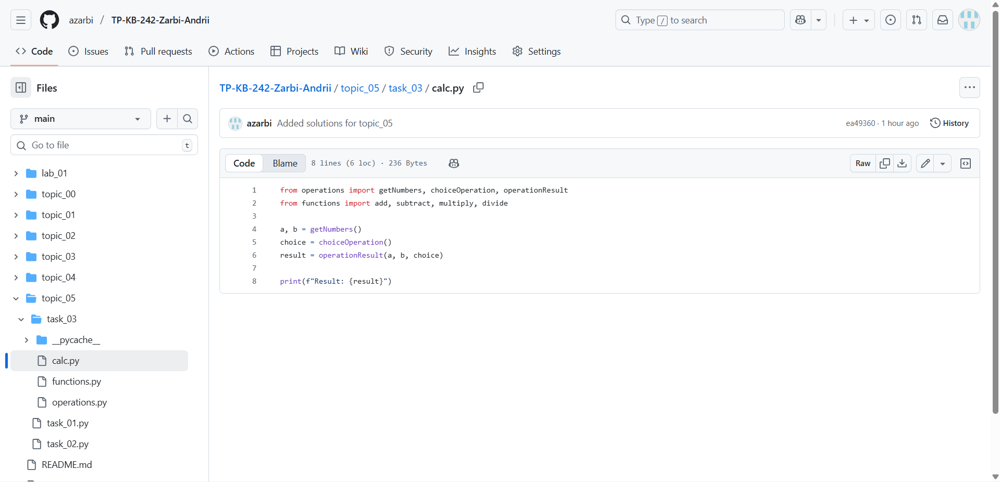 azarbi / TP-KB-242-Zarbi-Andrii
Type / to search
Code Issues Pull requests Actions Projects Wiki Security Insights Settings
Files
main
Go to file t
lab_01
topic_00
topic_01
topic_02
topic_03
topic_04
topic_05
task_03
__pycache__
calc.py
functions.py
operations.py
task_01.py
task_02.py
README.md
TP-KB-242-Zarbi-Andrii / topic_05 / task_03 / calc.py
azarbi Added solutions for topic_05
ea49360 · 1 hour ago History
Code Blame 8 lines (6 loc) · 236 Bytes
Raw
1 from operations import getNumbers, choiceOperation, operationResult
2 from functions import add, subtract, multiply, divide
3
4 a, b = getNumbers()
5 choice = choiceOperation()
6 result = operationResult(a, b, choice)
7
8 print(f"Result: {result}")